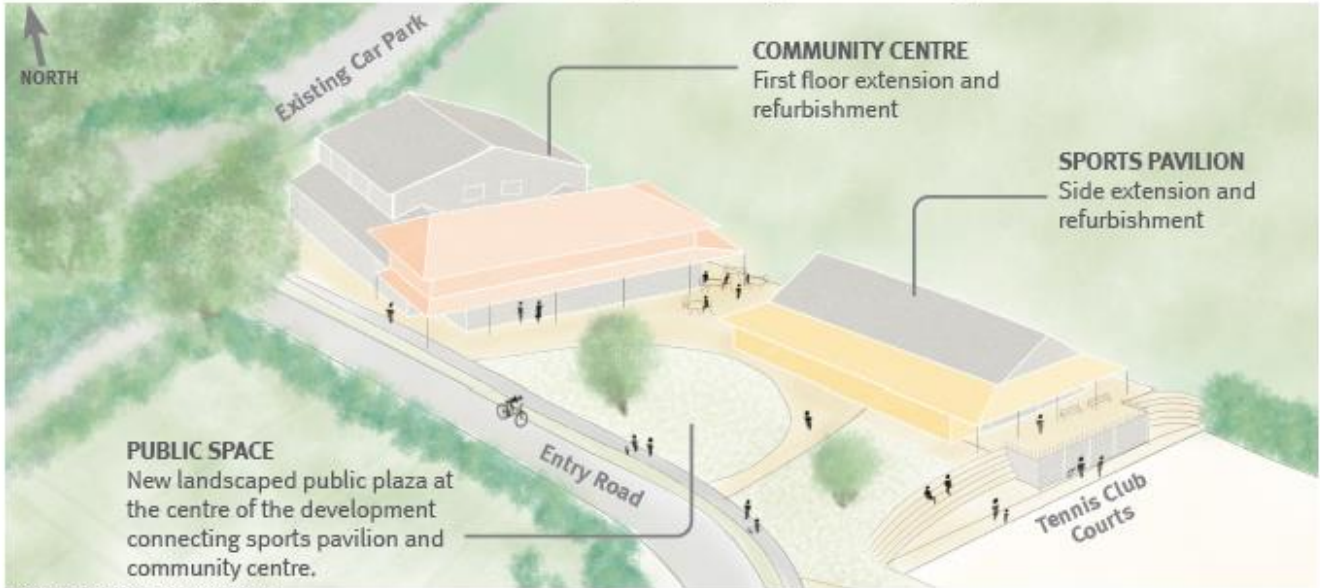 NORTH
Existing Car Park
COMMUNITY CENTRE
First floor extension and
refurbishment
SPORTS PAVILION
Side extension and
refurbishment
PUBLIC SPACE
New landscaped public plaza at
the centre of the development
connecting sports pavilion and
community centre.
Entry Road
Tennis Club
Courts